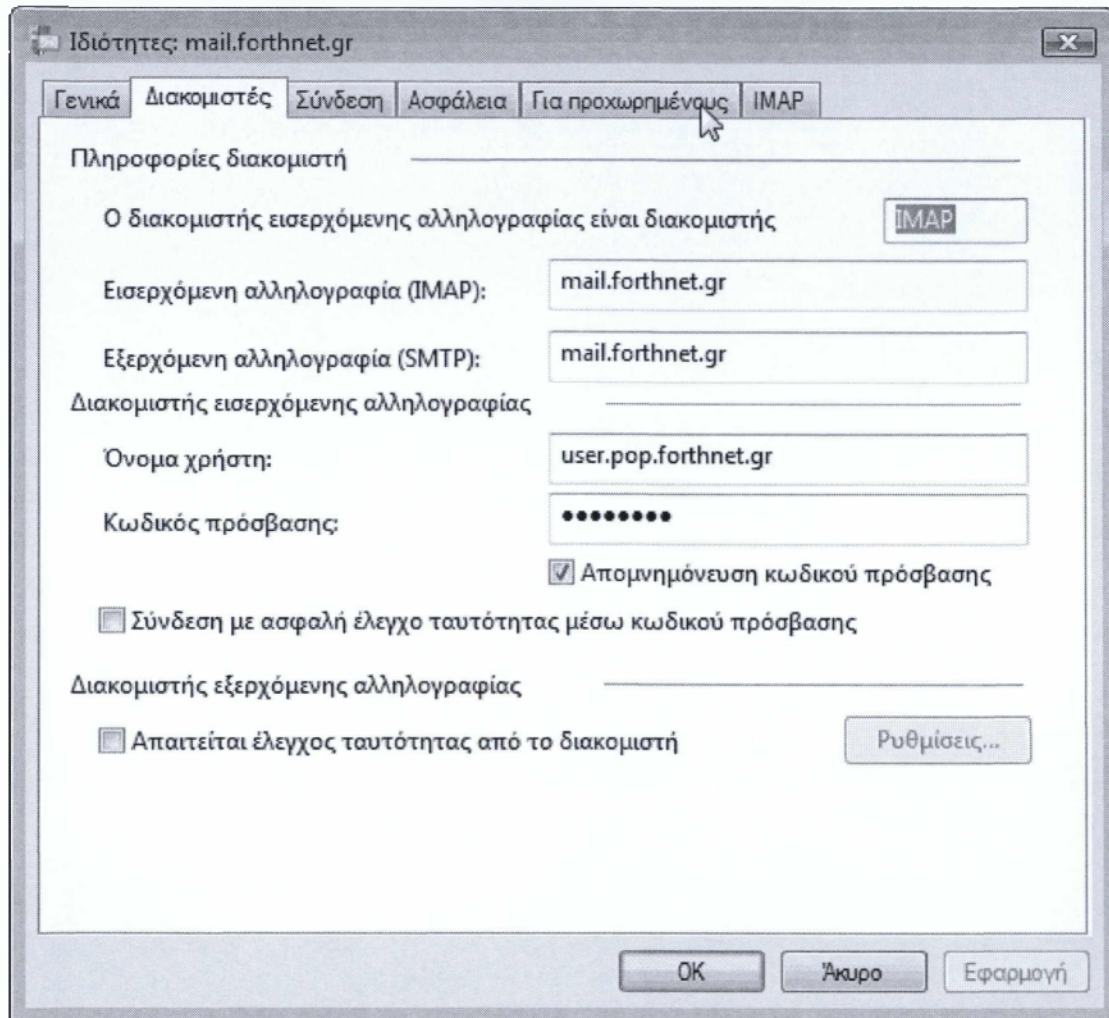 Ιδιότητες: mail.forthnet.gr
Γενικά Διακομιστές Σύνδεση Ασφάλεια Για προχωρημένους IMAP
Πληροφορίες διακομιστή
Ο διακομιστής εισερχόμενης αλληλογραφίας είναι διακομιστής IMAP
Εισερχόμενη αλληλογραφία (IMAP): mail.forthnet.gr
Εξερχόμενη αλληλογραφία (SMTP): mail.forthnet.gr
Διακομιστής εισερχόμενης αλληλογραφίας
Όνομα χρήστη: user.pop.forthnet.gr
Κωδικός πρόσβασης: ●●●●●●●●
Απομνημόνευση κωδικού πρόσβασης
Σύνδεση με ασφαλή έλεγχο ταυτότητας μέσω κωδικού πρόσβασης
Διακομιστής εξερχόμενης αλληλογραφίας
Απαιτείται έλεγχος ταυτότητας από το διακομιστή Ρυθμίσεις...
OK Άκυρο Εφαρμογή